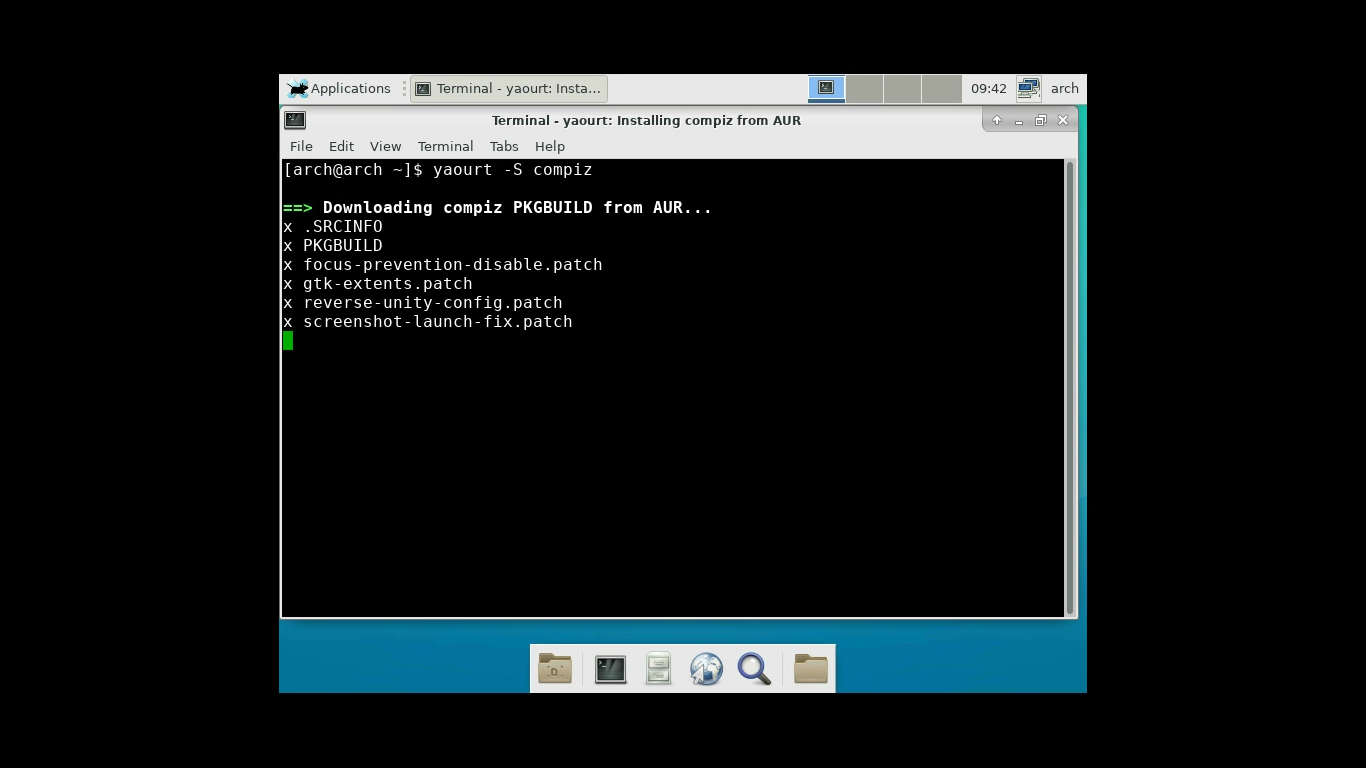 Applications
Terminal - yaourt: Insta...
09:42
arch
Terminal - yaourt: Installing compiz from AUR
File Edit View Terminal Tabs Help
[arch@arch ~]$ yaourt -S compiz
==> Downloading compiz PKGBUILD from AUR...
x .SRCINFO
x PKGBUILD
x focus-prevention-disable.patch
x gtk-extents.patch
x reverse-unity-config.patch
x screenshot-launch-fix.patch